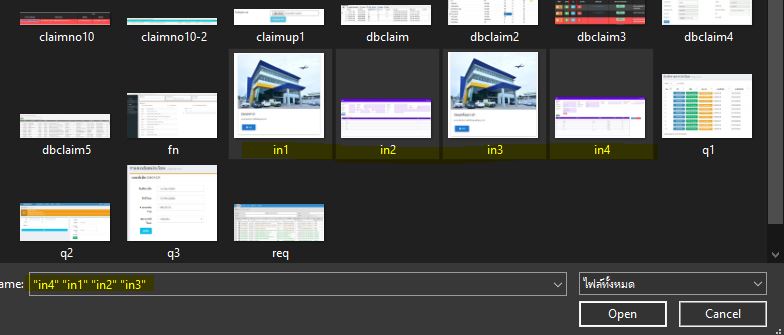 claimno10 claimno10-2 claimup1 dbclaim dbclaim2 dbclaim3 dbclaim4
dbclaim5 fn in1 in2 in3 in4 q1
q2 q3 req
ame: "in4" "in1" "in2" "in3" ไฟล์ทั้งหมด
Open Cancel